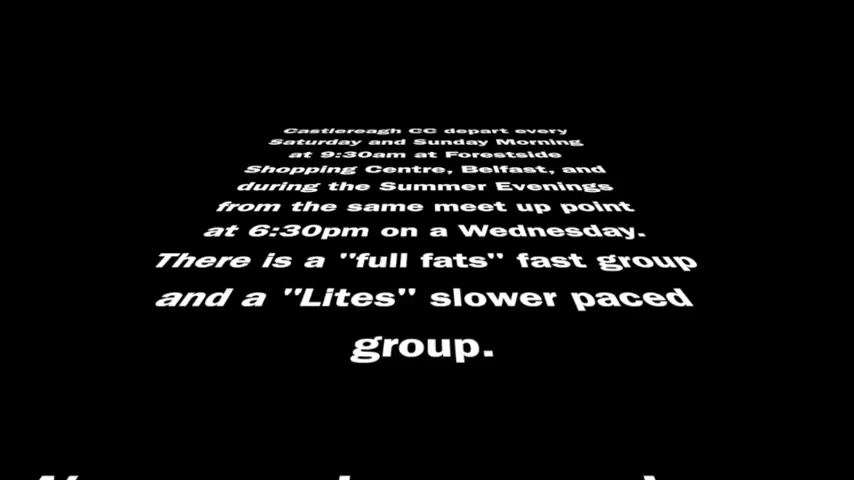 Castlereagh CC depart every
Saturday and Sunday Morning
at 9:30am at Forestside
Shopping Centre, Belfast, and
during the Summer Evenings
from the same meet up point
at 6:30pm on a Wednesday.
There is a "full fats" fast group
and a "Lites" slower paced
group.